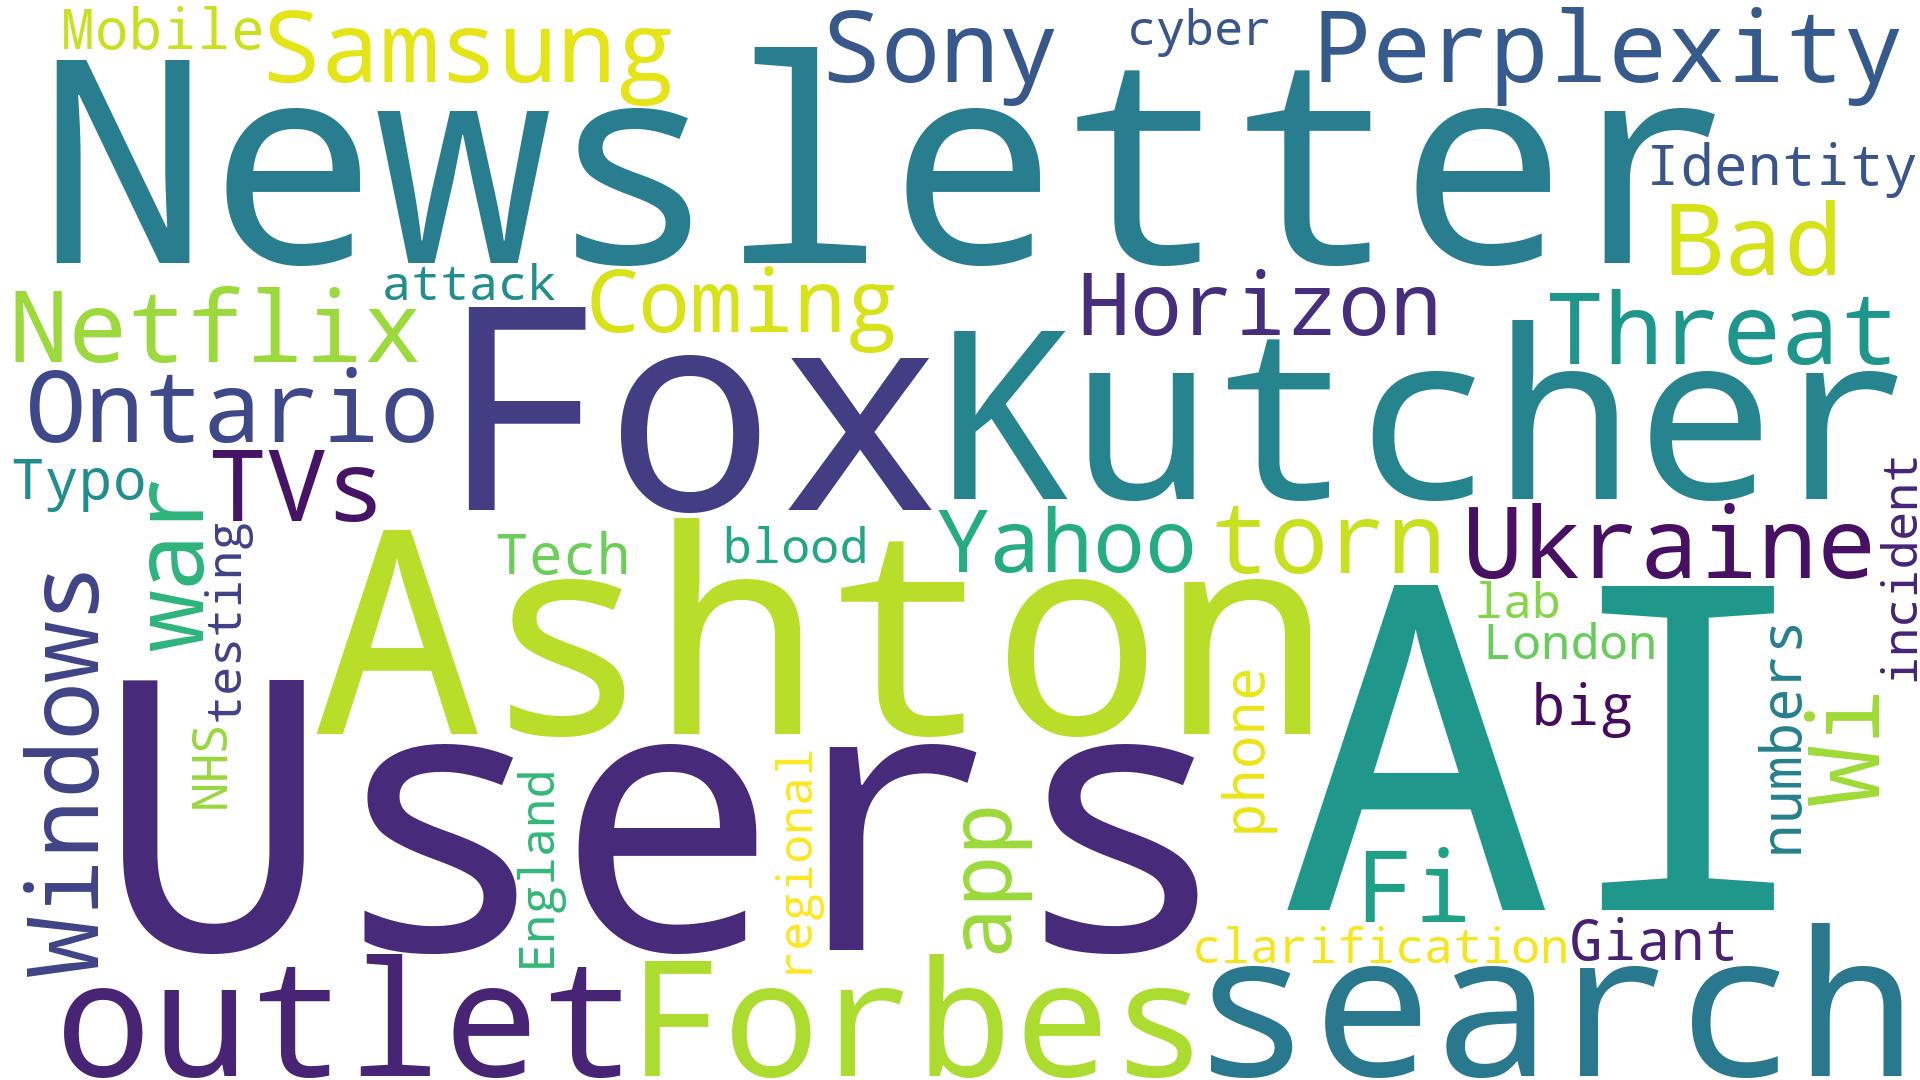 Mobile
Samsung
Sony
cyber
Perplexity
Newsletter
Identity
Bad
Netflix
attack
Coming
Horizon
Threat
Ontario
Fox
Kutcher
Typo
war
TVs
testing
Tech
blood
Yahoo
torn
Ukraine
incident
Windows
Ashton
AI
lab
London
big
numbers
Wi
NHS
Users
England
regional
app
phone
Fi
clarification
Giant
outlet
Forbes
search